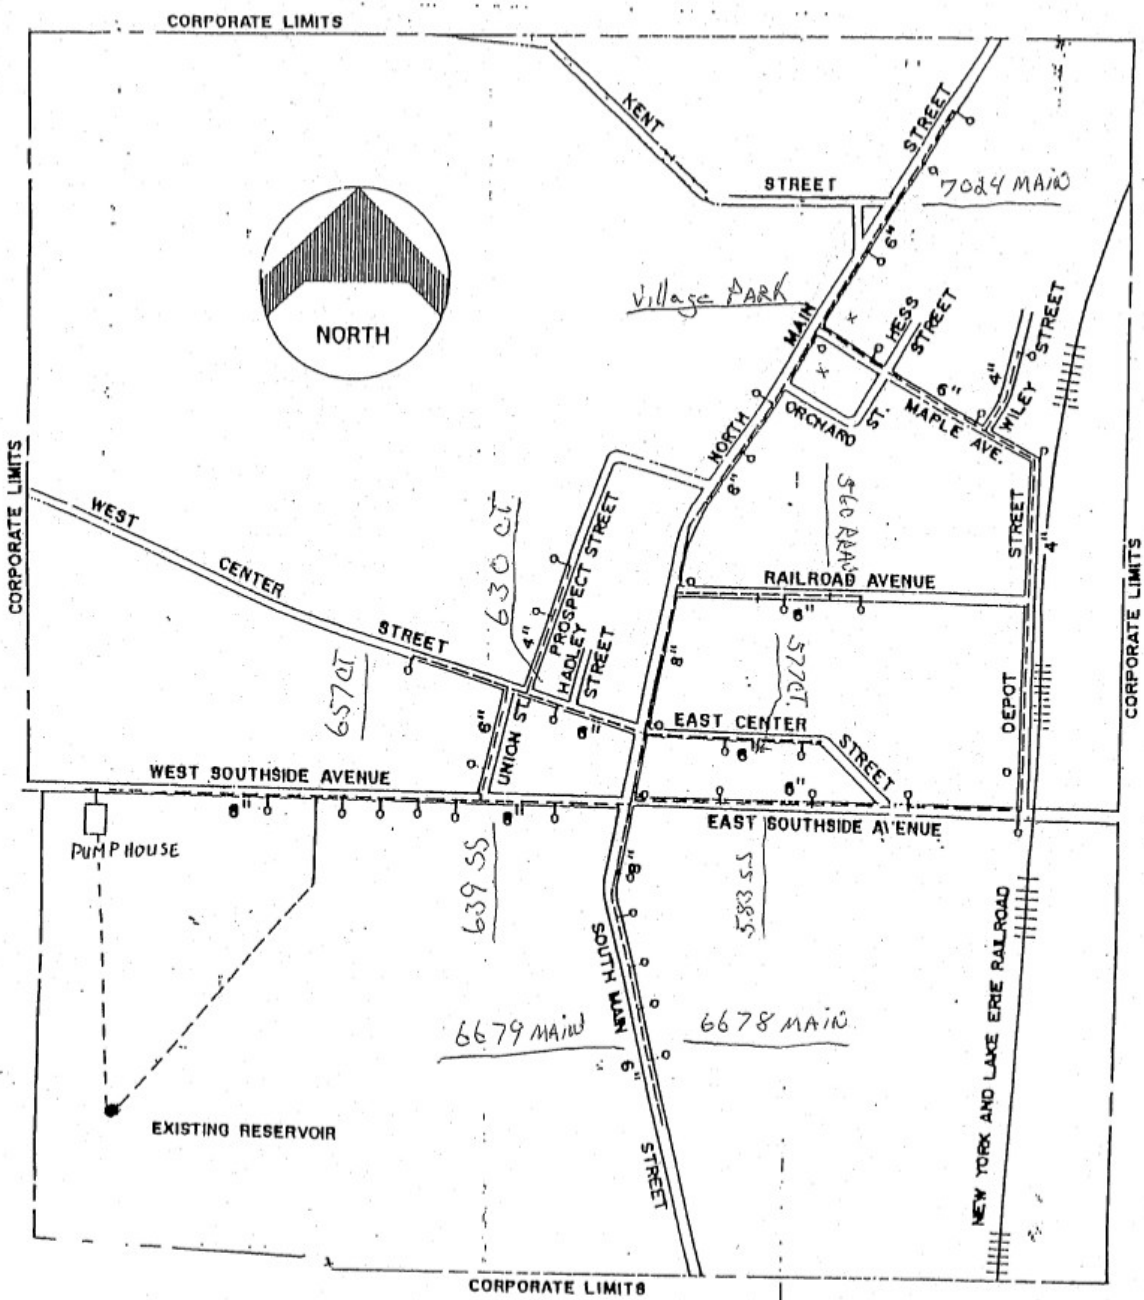 CORPORATE LIMITS
KENT
STREET
STREET
7024 MAIN
6"
Village PARK
MAIN
HESS
STREET
STREET
NORTH
4"
WILEY
6"
MAPLE AVE.
ORCHARD
ST.
NORTH
8"
CORPORATE LIMITS
WEST
CENTER
STREET
630 CT.
PROSPECT STREET
4"
HADLEY
STREET
STREET
4"
RAILROAD AVENUE
6"
CORPORATE LIMITS
657 CT
6"
UNION ST.
6"
8"
577 CT.
EAST CENTER
STREET
6"
DEPOT
WEST SOUTHSIDE AVENUE
8"
8"
6"
EAST SOUTHSIDE AVENUE
PUMP HOUSE
639 SS
8"
583 SS
SOUTH MAIN
6679 MAIN
6678 MAIN
6"
STREET
NEW YORK AND LAKE ERIE RAILROAD
EXISTING RESERVOIR
CORPORATE LIMITS